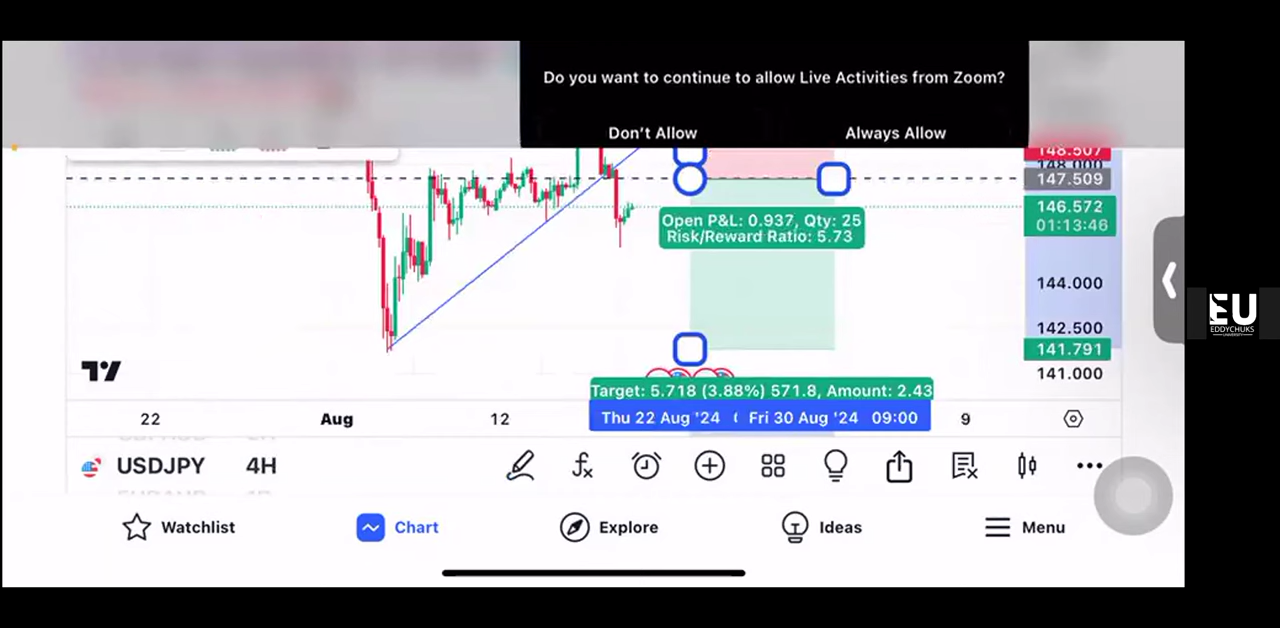 Do you want to continue to allow Live Activities from Zoom?
Don't Allow
Always Allow
148.507
148.000
147.509
146.572
01:13:46
Open P&L: 0.937, Qty: 25
Risk/Reward Ratio: 5.73
144.000
142.500
141.791
141.000
Target: 5.718 (3.88%) 571.8, Amount: 2.43
22
Aug
12
Thu 22 Aug '24
Fri 30 Aug '24 09:00
9
USDJPY 4H
Watchlist
Chart
Explore
Ideas
Menu
EU
EDDYCHUKS
UNIVERSITY